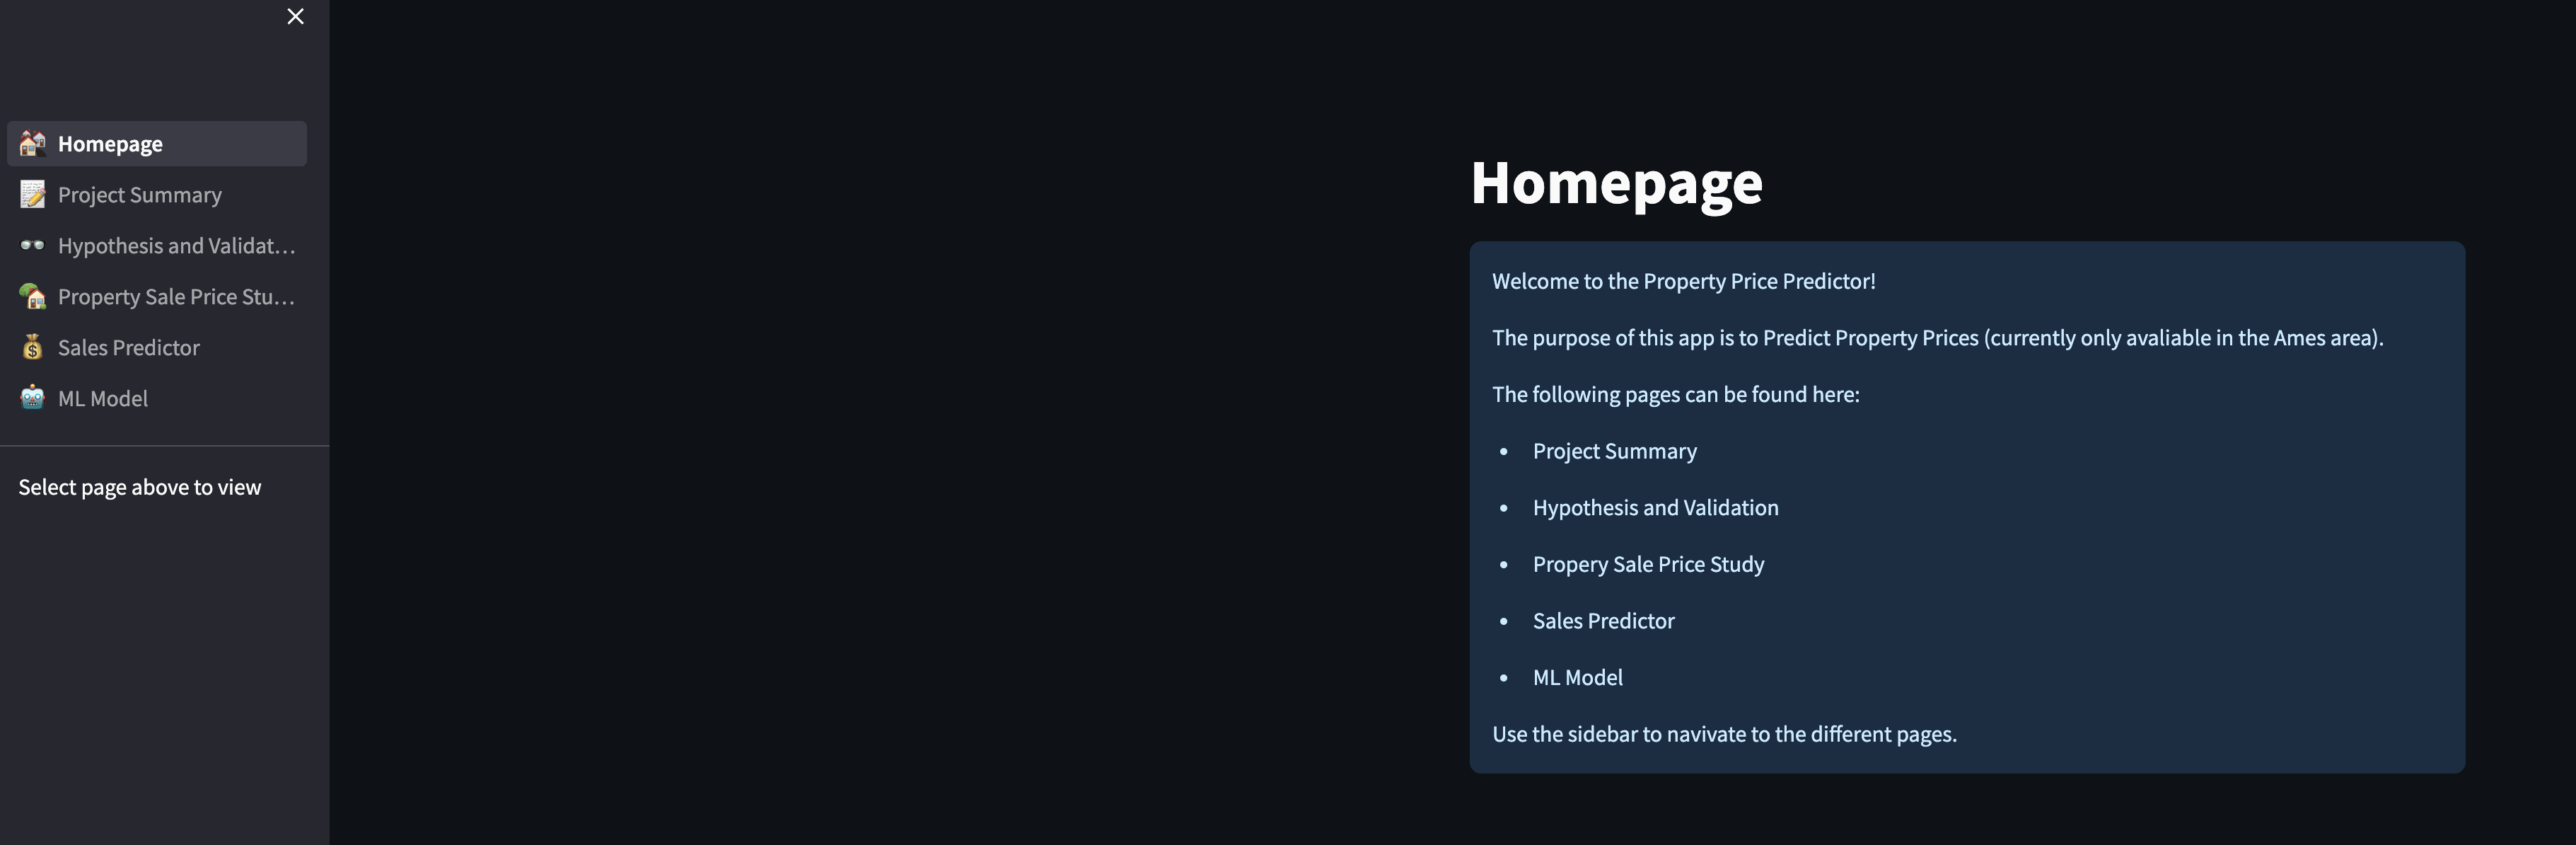 Homepage
Project Summary
Hypothesis and Validat...
Property Sale Price Stu...
Sales Predictor
ML Model
Select page above to view
Homepage
Welcome to the Property Price Predictor!
The purpose of this app is to Predict Property Prices (currently only avaliable in the Ames area).
The following pages can be found here:
• Project Summary
• Hypothesis and Validation
• Propery Sale Price Study
• Sales Predictor
• ML Model
Use the sidebar to navivate to the different pages.